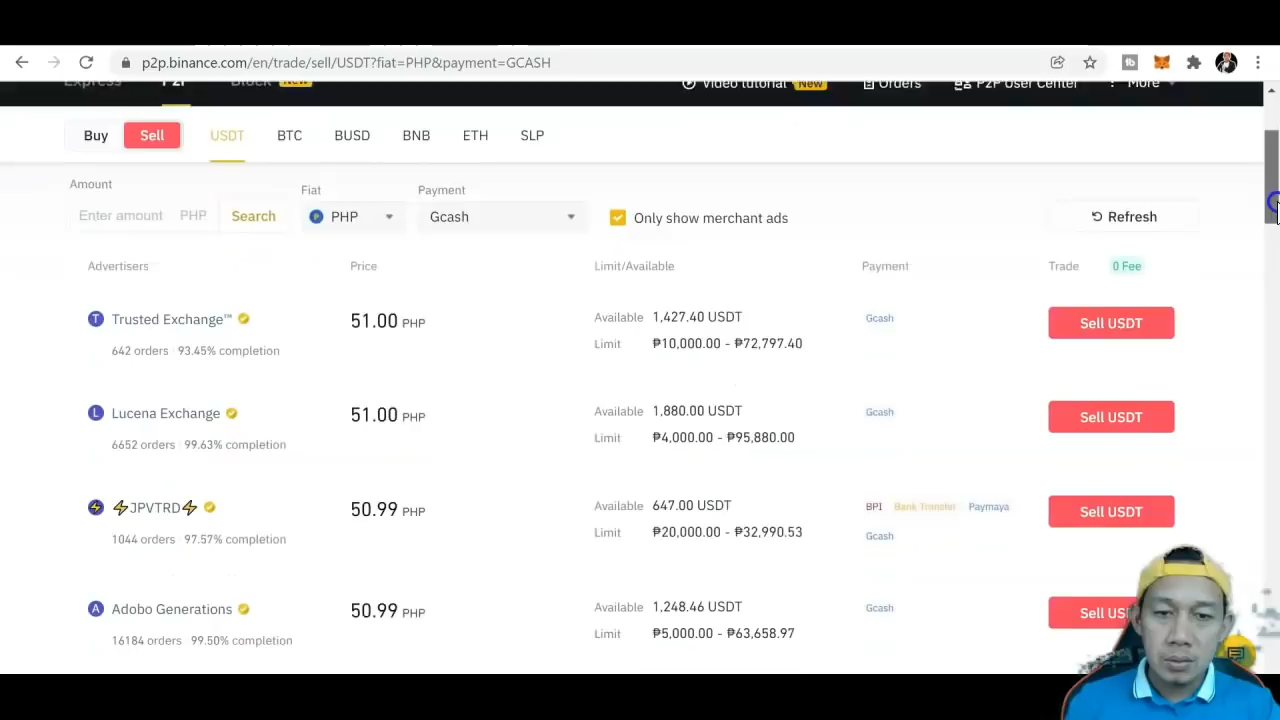 p2p.binance.com/en/trade/sell/USDT?fiat=PHP&payment=GCASH
Express P2P Block New Video tutorial New Orders P2P User Center More
Buy Sell USDT BTC BUSD BNB ETH SLP
Amount Fiat Payment
Enter amount PHP Search PHP Gcash Only show merchant ads Refresh
Advertisers Price Limit/Available Payment Trade 0 Fee
Trusted Exchange™ 51.00 PHP Available 1,427.40 USDT Gcash Sell USDT
642 orders 93.45% completion Limit ₱10,000.00 - ₱72,797.40
Lucena Exchange 51.00 PHP Available 1,880.00 USDT Gcash Sell USDT
6652 orders 99.63% completion Limit ₱4,000.00 - ₱95,880.00
⚡JPVTRD⚡ 50.99 PHP Available 647.00 USDT BPI Bank Transfer Paymaya Sell USDT
1044 orders 97.57% completion Limit ₱20,000.00 - ₱32,990.53 Gcash
Adobo Generations 50.99 PHP Available 1,248.46 USDT Gcash Sell US
16184 orders 99.50% completion Limit ₱5,000.00 - ₱63,658.97